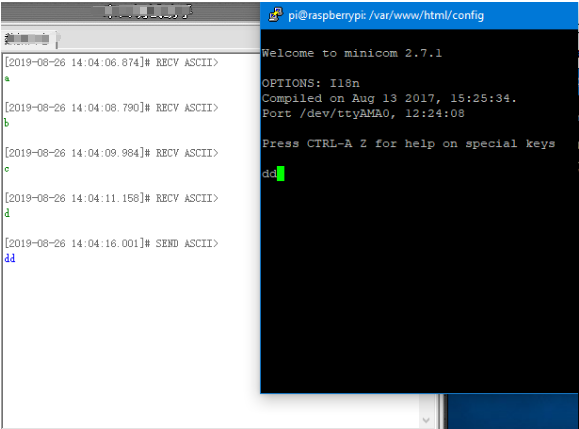 pi@raspberrypi: /var/www/html/config
[2019-08-26 14:04:06.874]# RECV ASCII>
a
[2019-08-26 14:04:08.790]# RECV ASCII>
b
[2019-08-26 14:04:09.984]# RECV ASCII>
c
[2019-08-26 14:04:11.158]# RECV ASCII>
d
[2019-08-26 14:04:16.001]# SEND ASCII>
dd
Welcome to minicom 2.7.1
OPTIONS: I18n
Compiled on Aug 13 2017, 15:25:34.
Port /dev/ttyAMA0, 12:24:08
Press CTRL-A Z for help on special keys
dd